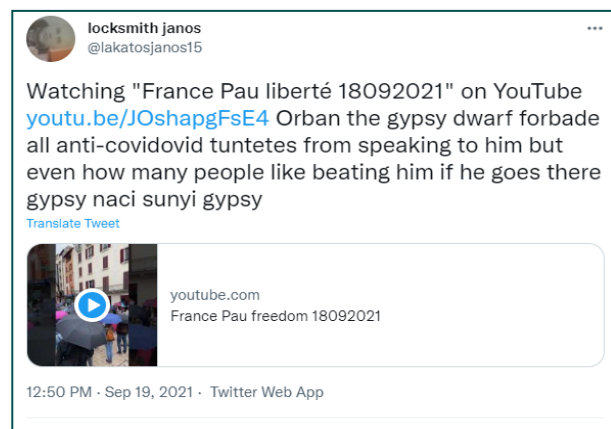 locksmith janos
@lakatosjanos15
Watching "France Pau liberté 18092021" on YouTube
youtu.be/JOshapgFsE4 Orban the gypsy dwarf forbade
all anti-covidovid tuntetes from speaking to him but
even how many people like beating him if he goes there
gypsy naci sunyi gypsy
Translate Tweet
youtube.com
France Pau freedom 18092021
12:50 PM · Sep 19, 2021 · Twitter Web App